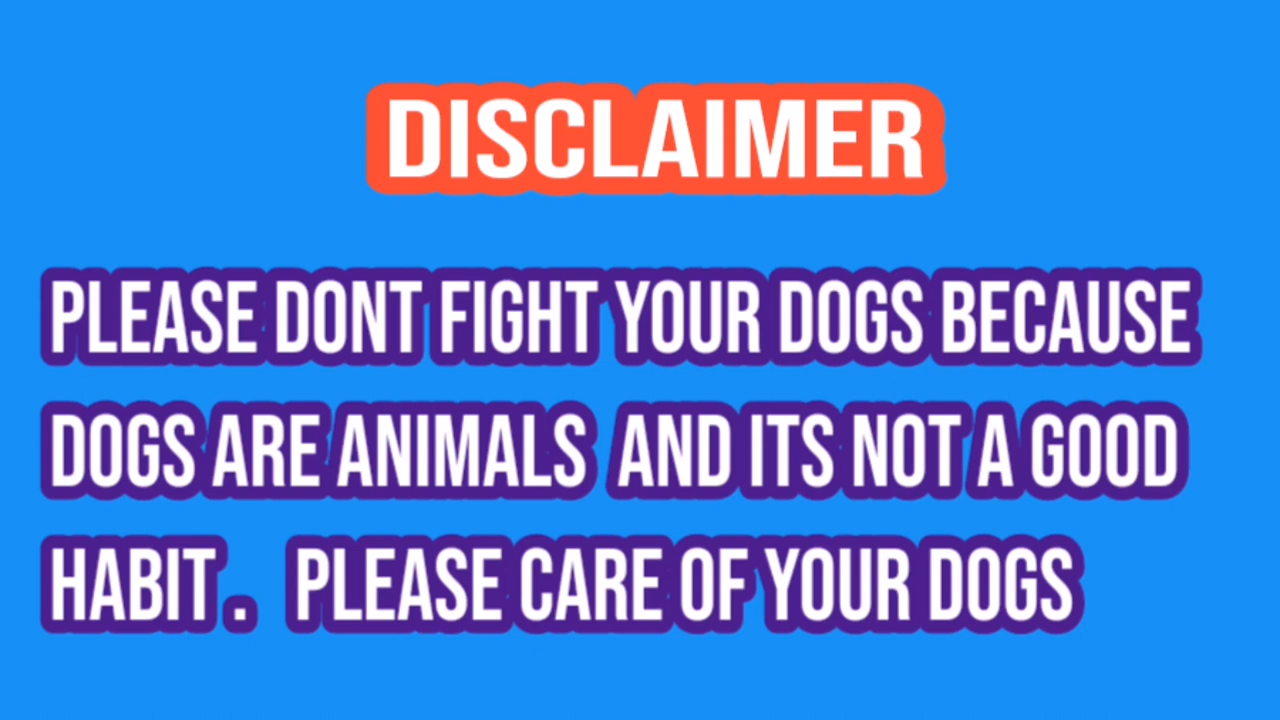 DISCLAIMER
PLEASE DONT FIGHT YOUR DOGS BECAUSE
DOGS ARE ANIMALS AND ITS NOT A GOOD
HABIT. PLEASE CARE OF YOUR DOGS